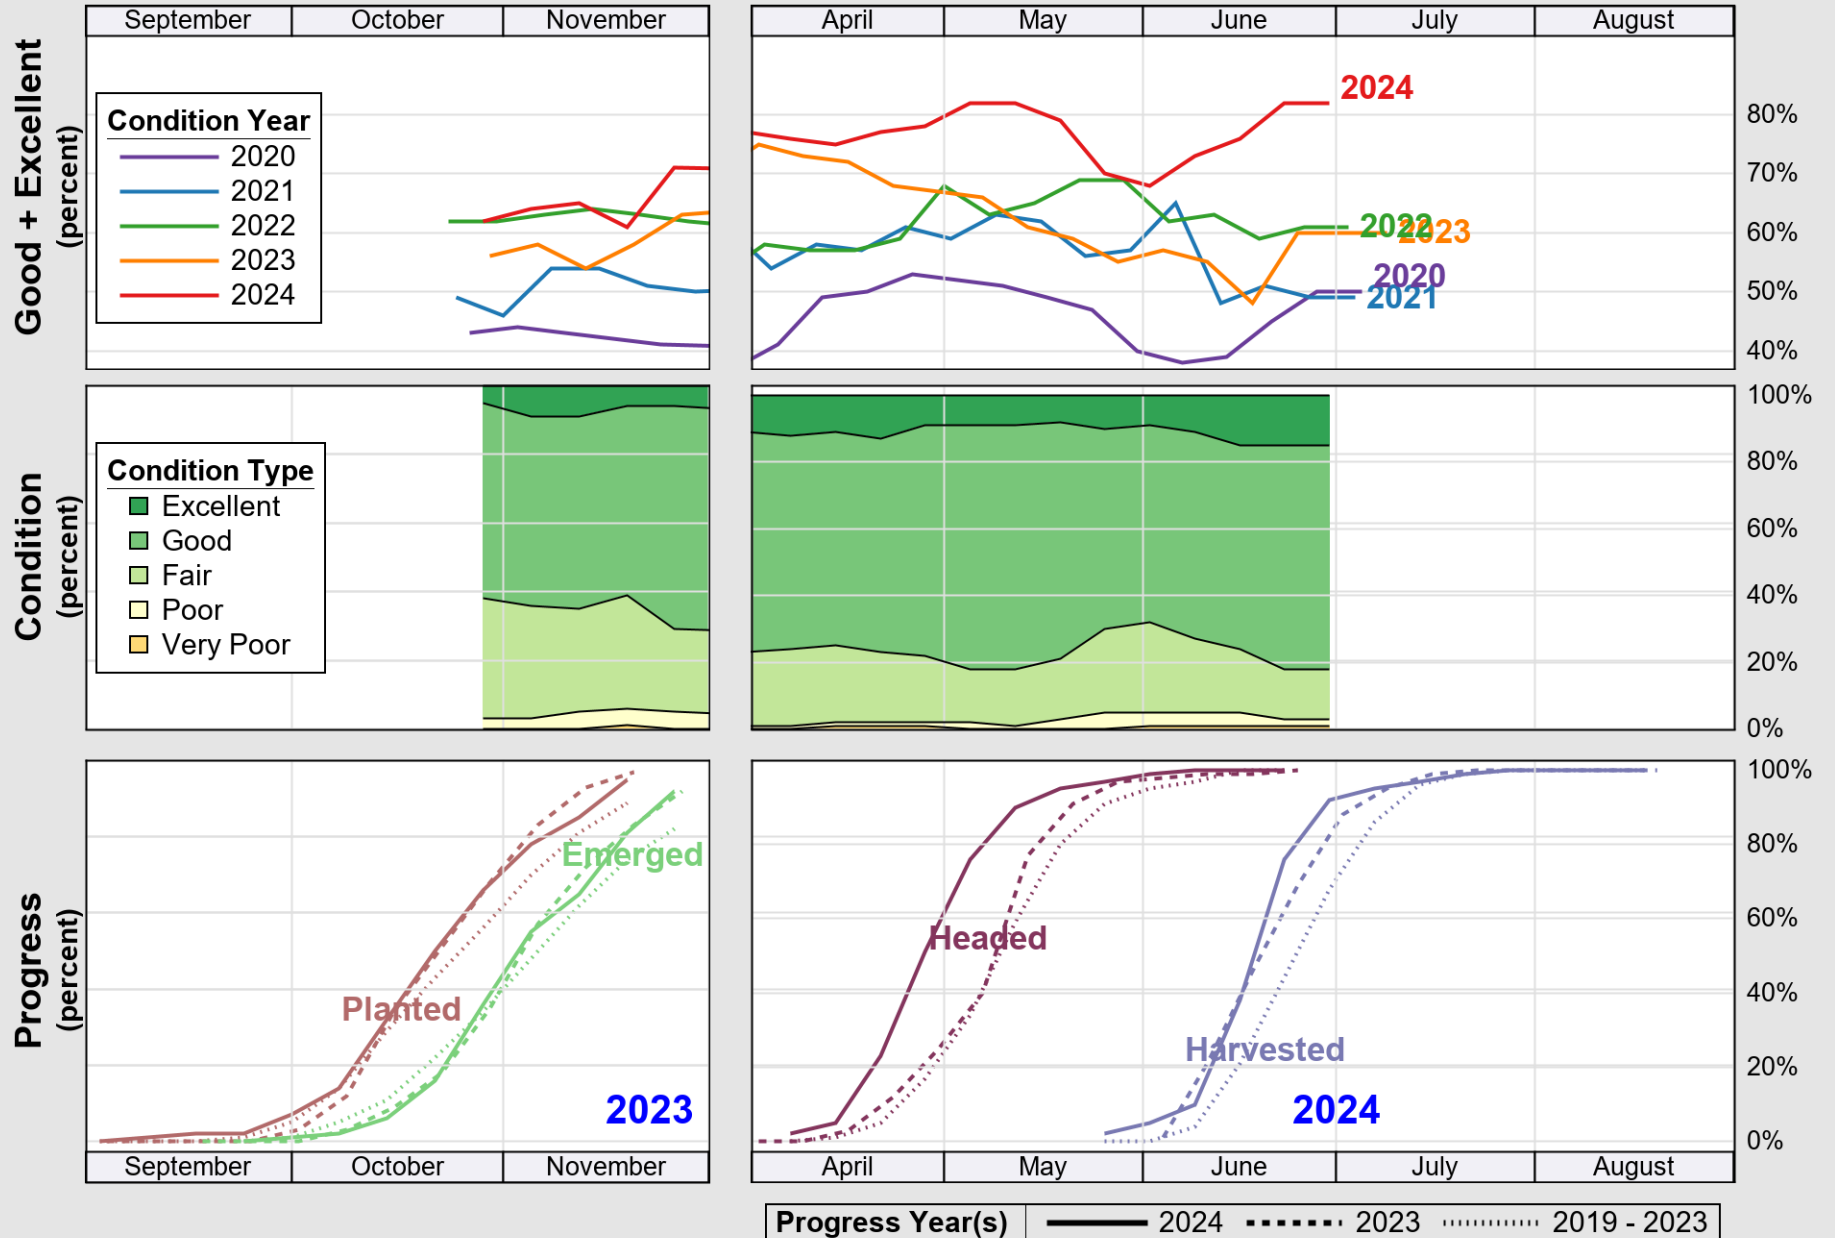 September October November
April May June July August
Good + Excellent
(percent)
Condition Year
2020
2021
2022
2023
2024
2024
2022
2023
2020
2021
80%
70%
60%
50%
40%
Condition
(percent)
Condition Type
Excellent
Good
Fair
Poor
Very Poor
100%
80%
60%
40%
20%
0%
Progress
(percent)
Planted
Emerged
2023
Headed
Harvested
2024
100%
80%
60%
40%
20%
0%
September October November
April May June July August
Progress Year(s) 2024 2023 2019 - 2023